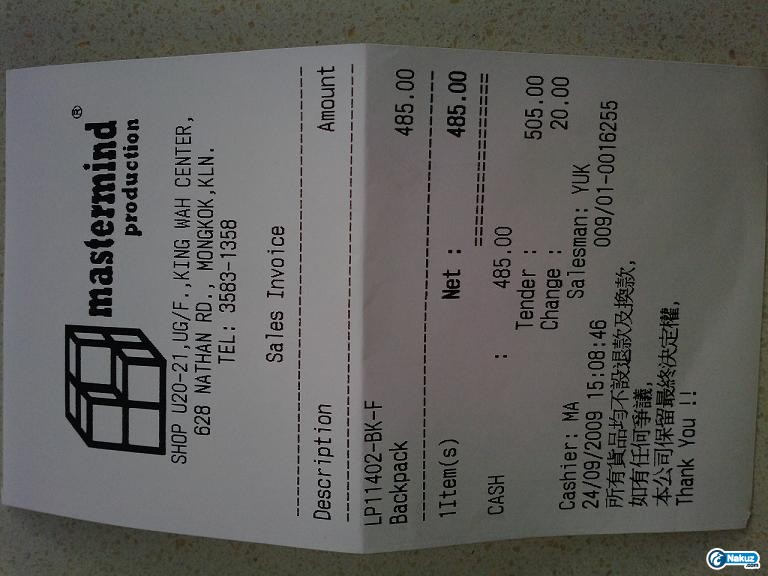 mastermind®
production
SHOP U20-21,UG/F.,KING WAH CENTER,
628 NATHAN RD., MONGKOK,KLN.
TEL: 3583-1358
Sales Invoice
Description Amount
LP11402-BK-F
Backpack 485.00
1Item(s) Net : 485.00
CASH : 485.00
Tender : 505.00
Change : 20.00
Cashier: MA Salesman: YUK
24/09/2009 15:08:46 009/01-0016255
所有貨品均不設退款及換款,
如有任何爭議,
本公司保留最終決定權,
Thank You !!
Nakuz.com